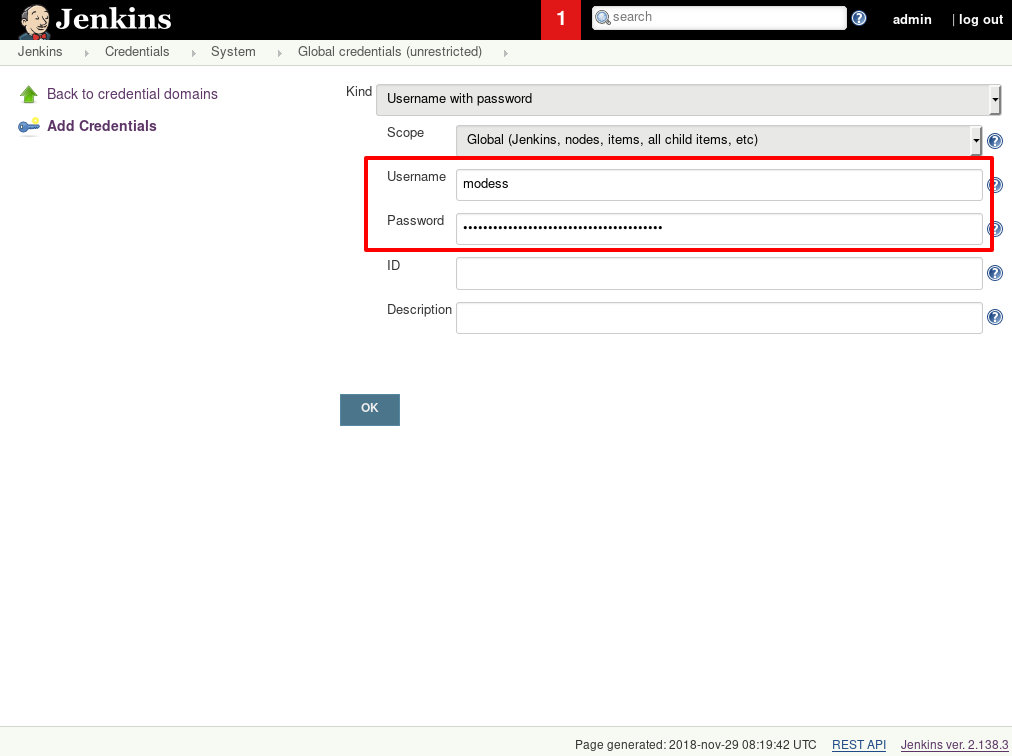 Jenkins
1
search
admin
| log out
Jenkins
Credentials
System
Global credentials (unrestricted)
Back to credential domains
Add Credentials
Kind
Username with password
Scope
Global (Jenkins, nodes, items, all child items, etc)
Username
modess
Password
••••••••••••••••••••••••••••••••••••••••
ID
Description
OK
Page generated: 2018-nov-29 08:19:42 UTC
REST API
Jenkins ver. 2.138.3